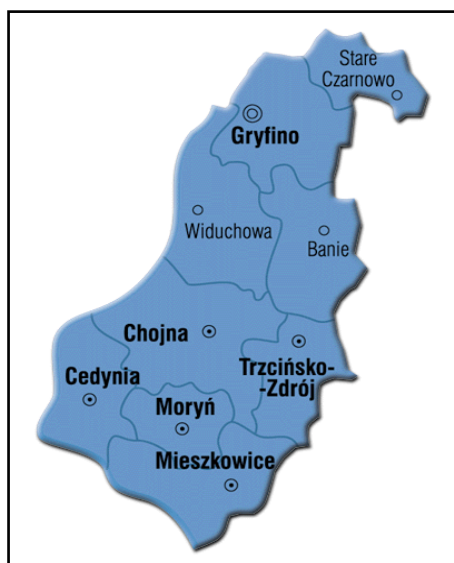 Stare
Czarnowo
Gryfino
Widuchowa
Banie
Chojna
Trzcińsko-
-Zdrój
Cedynia
Moryń
Mieszkowice